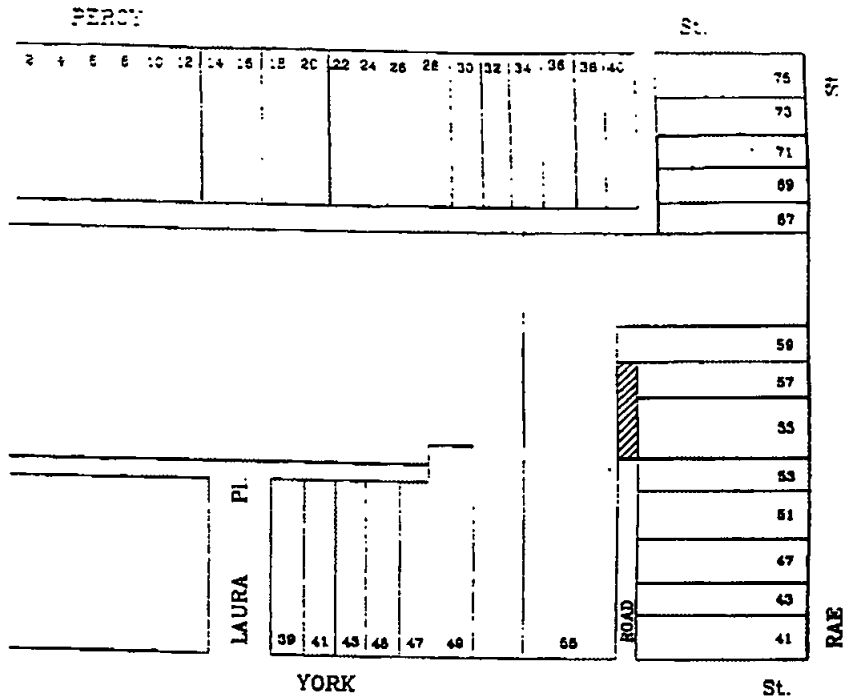 PERCY St.
2 4 6 8 10 12 14 16 18 20 22 24 26 28 30 32 34 36 38 40
75
St
73
71
69
67
59
57
55
53
51
47
43
41
LAURA Pl.
39 41 43 45 47 49 55
ROAD
RAE
YORK St.